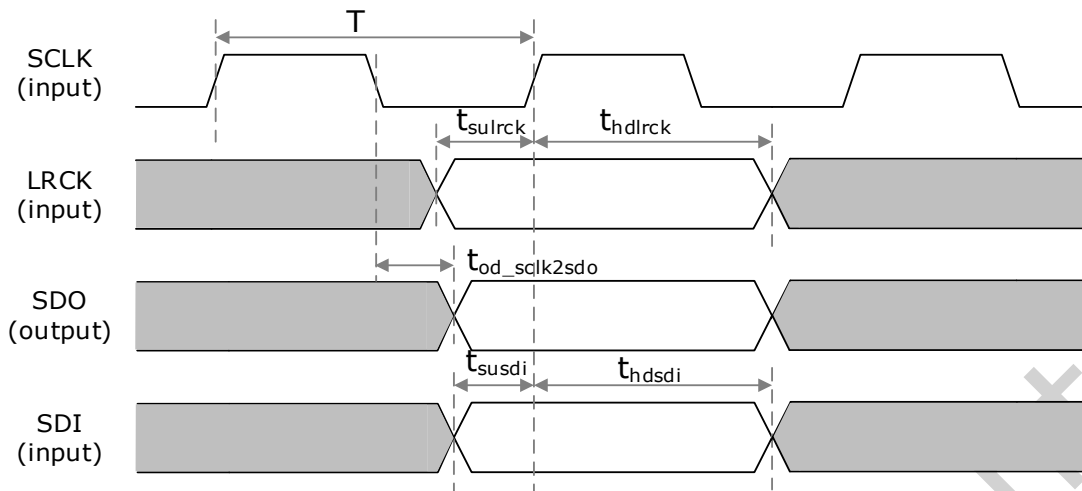 T
SCLK
(input)
tsulrck
thdlrck
LRCK
(input)
tod_sclk2sdo
SDO
(output)
tsusdi
thdsdi
SDI
(input)